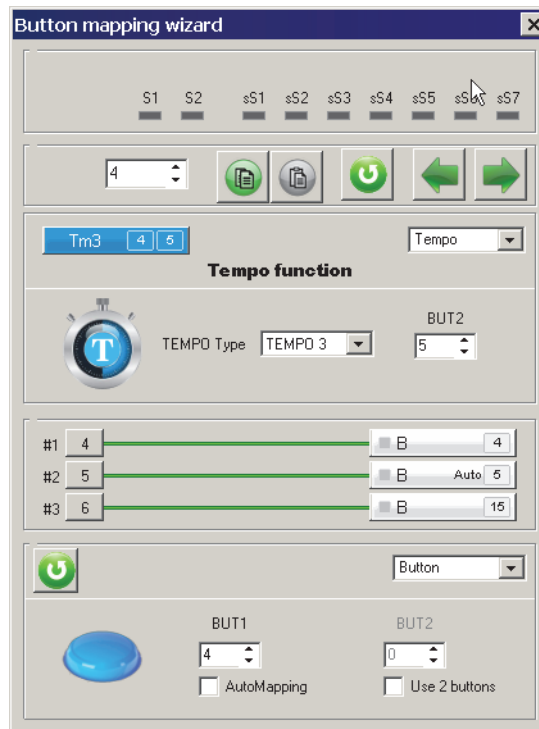 Button mapping wizard
S1 S2 sS1 sS2 sS3 sS4 sS5 sS6 sS7
4
Tm3 4 5 Tempo
Tempo function
T
BUT2
TEMPO Type TEMPO 3 5
#1 4 B 4
#2 5 B Auto 5
#3 6 B 15
Button
BUT1 BUT2
4 0
AutoMapping Use 2 buttons